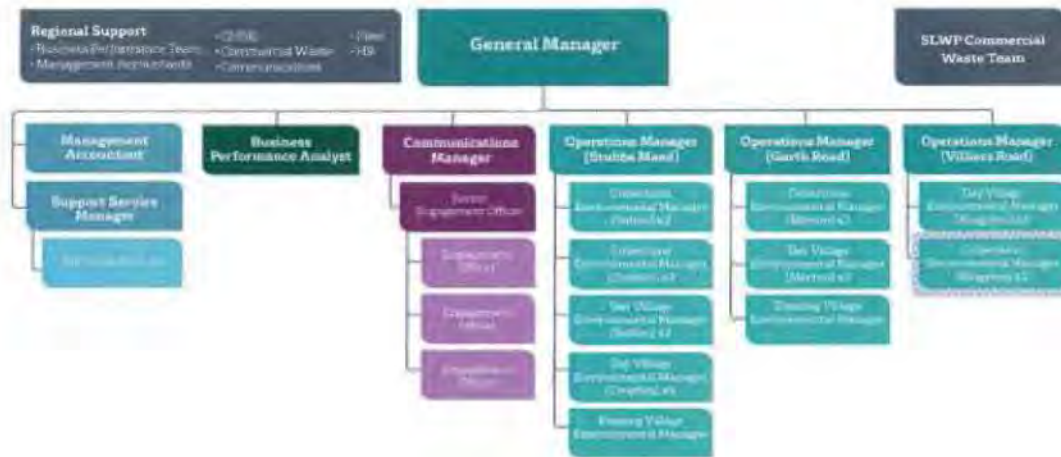 Regional Support
• Business Performance Team
• Management Accountants
• Commercial Waste
• Communications
• HR
General Manager
SLWP Commercial
Waste Team
Management
Accountant
Support Service
Manager
Business
Performance Analyst
Communications
Manager
Senior
Engagement Officer
Engagement
Officer
Engagement
Officer
Engagement
Officer
Operations Manager
(Stubbs Mead)
Collections
Environmental Manager
Collections
Environmental Manager
Day Village
Environmental Manager
Day Village
Environmental Manager
Evening Village
Environmental Manager
Operations Manager
(Garth Road)
Collections
Environmental Manager
Day Village
Environmental Manager
Evening Village
Environmental Manager
Operations Manager
(Villiers Road)
Day Village
Environmental Manager
Collections
Environmental Manager